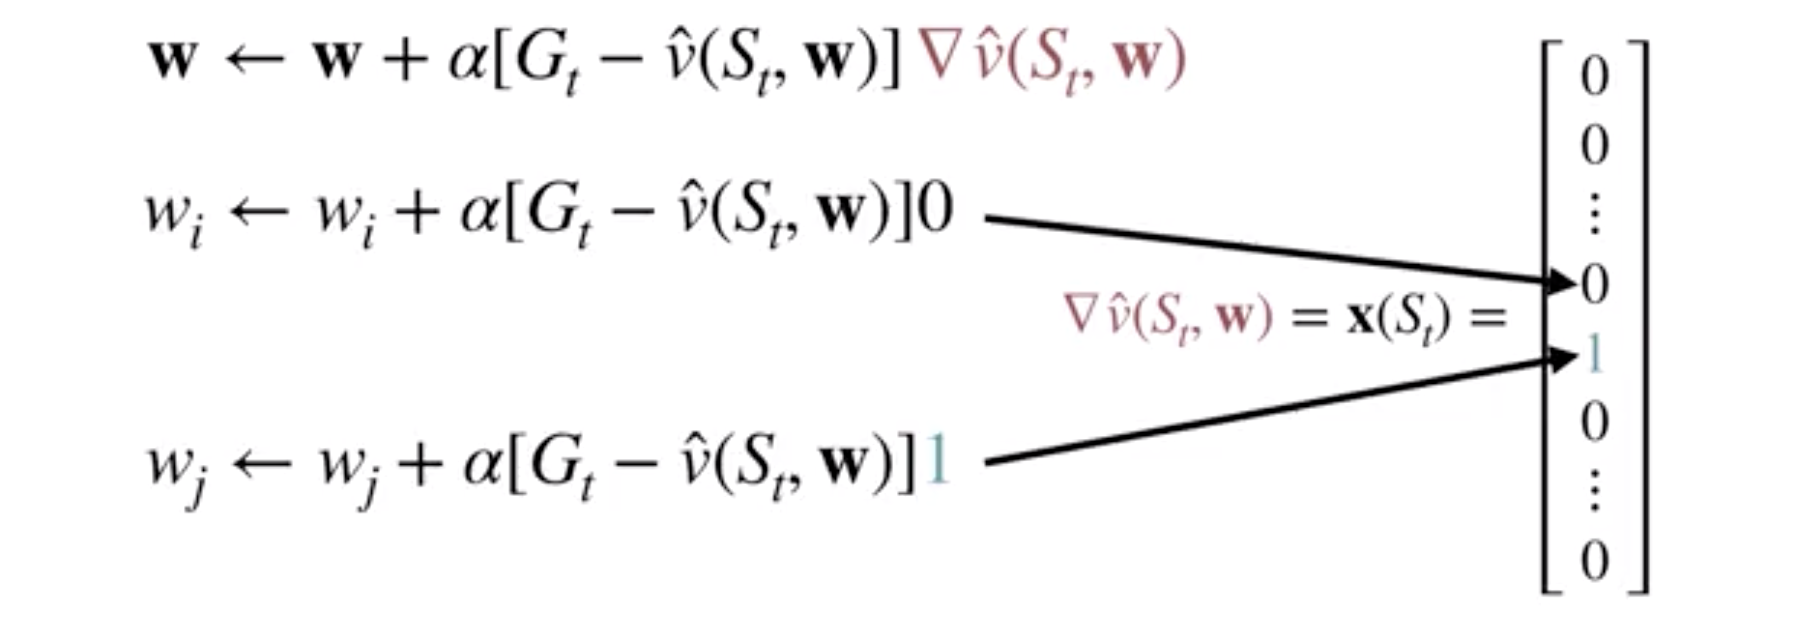 w ← w + α[G_t − v̂(S_t, w)] ∇v̂(S_t, w)
w_i ← w_i + α[G_t − v̂(S_t, w)]0
∇v̂(S_t, w) = x(S_t) =
w_j ← w_j + α[G_t − v̂(S_t, w)]1
0
0
⋮
0
1
0
⋮
0